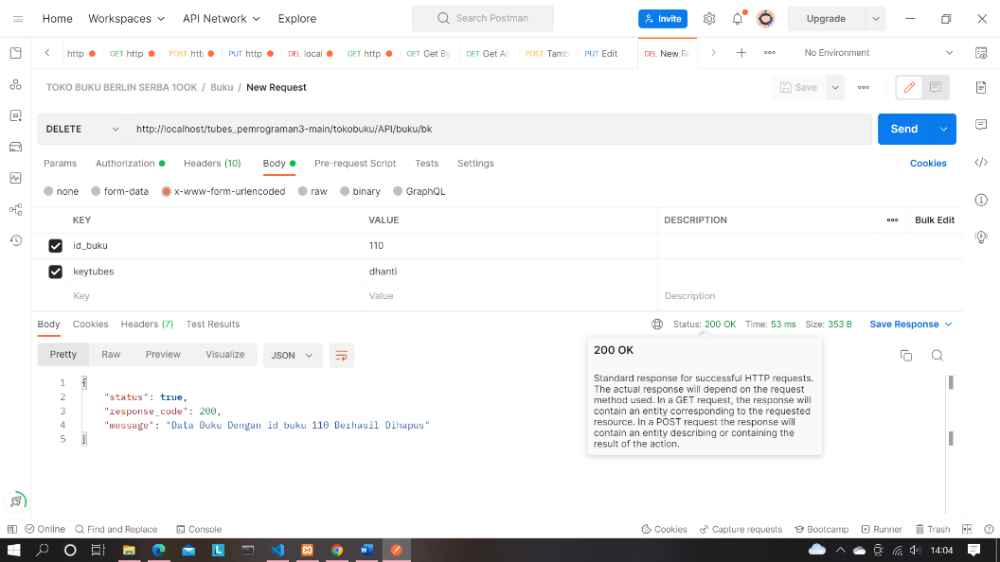 Home Workspaces API Network Explore Search Postman Invite Upgrade
http GET http POST htt PUT http DEL local GET http GET Get By GET Get Al POST Tamb PUT Edit DEL New Re No Environment
TOKO BUKU BERLIN SERBA 1OOK / Buku / New Request Save
DELETE http://localhost/tubes_pemrograman3-main/tokobuku/API/buku/bk Send
Params Authorization Headers (10) Body Pre-request Script Tests Settings Cookies
none form-data x-www-form-urlencoded raw binary GraphQL
KEY VALUE DESCRIPTION Bulk Edit
id_buku 110
keytubes dhanti
Key Value Description
Body Cookies Headers (7) Test Results Status: 200 OK Time: 53 ms Size: 353 B Save Response
Pretty Raw Preview Visualize JSON
200 OK
Standard response for successful HTTP requests.
The actual response will depend on the request
method used. In a GET request, the response will
contain an entity corresponding to the requested
resource. In a POST request the response will
contain an entity describing or containing the
result of the action.
1 {
2 "status": true,
3 "response_code": 200,
4 "message": "Data Buku Dengan id_buku 110 Berhasil Dihapus"
5 }
Online Find and Replace Console Cookies Capture requests Bootcamp Runner Trash
14:04